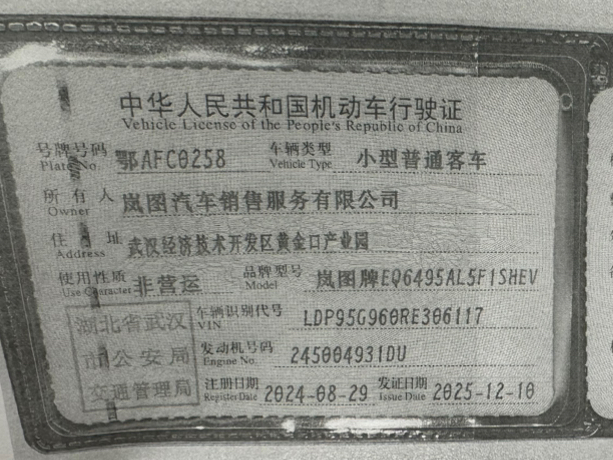 中华人民共和国机动车行驶证
Vehicle License of the People's Republic of China
号牌号码 鄂AFC0258 车辆类型 小型普通客车
Plate No. Vehicle Type
所有人 岚图汽车销售服务有限公司
Owner
住址 武汉经济技术开发区黄金口产业园
Address
使用性质 非营运 品牌型号 岚图牌EQ6495AL5F1SHEV
Use Character Model
湖北省武汉市公安局交通管理局
车辆识别代号 LDP95G960RE306117
VIN
发动机号码 245004931DU
Engine No.
注册日期 2024-08-29 发证日期 2025-12-10
Register Date Issue Date